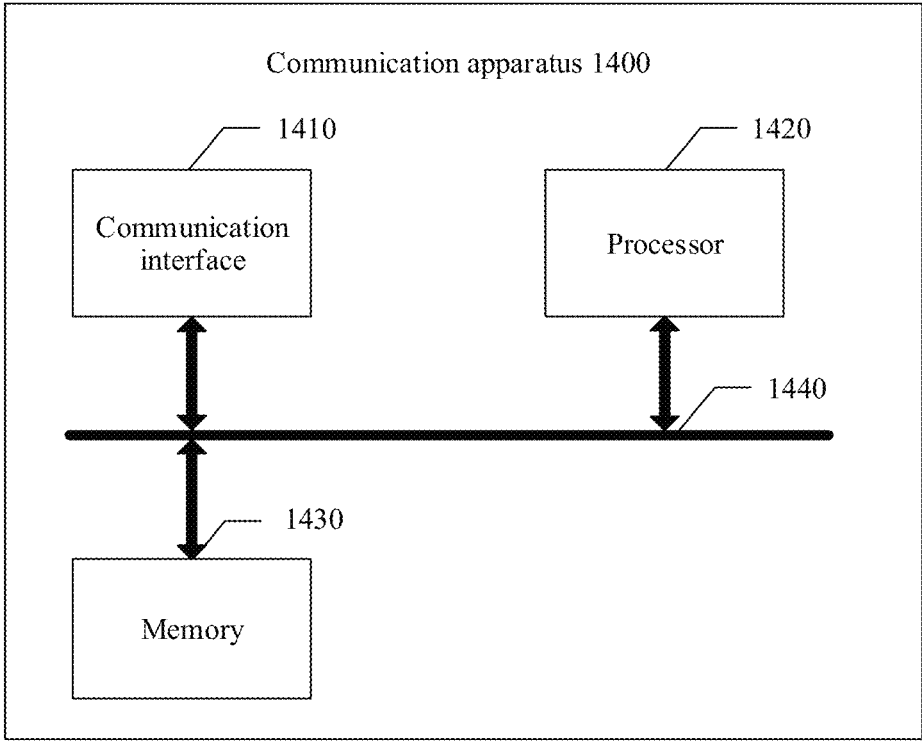 Communication apparatus 1400
1410
1420
Communication
interface
Processor
1440
1430
Memory